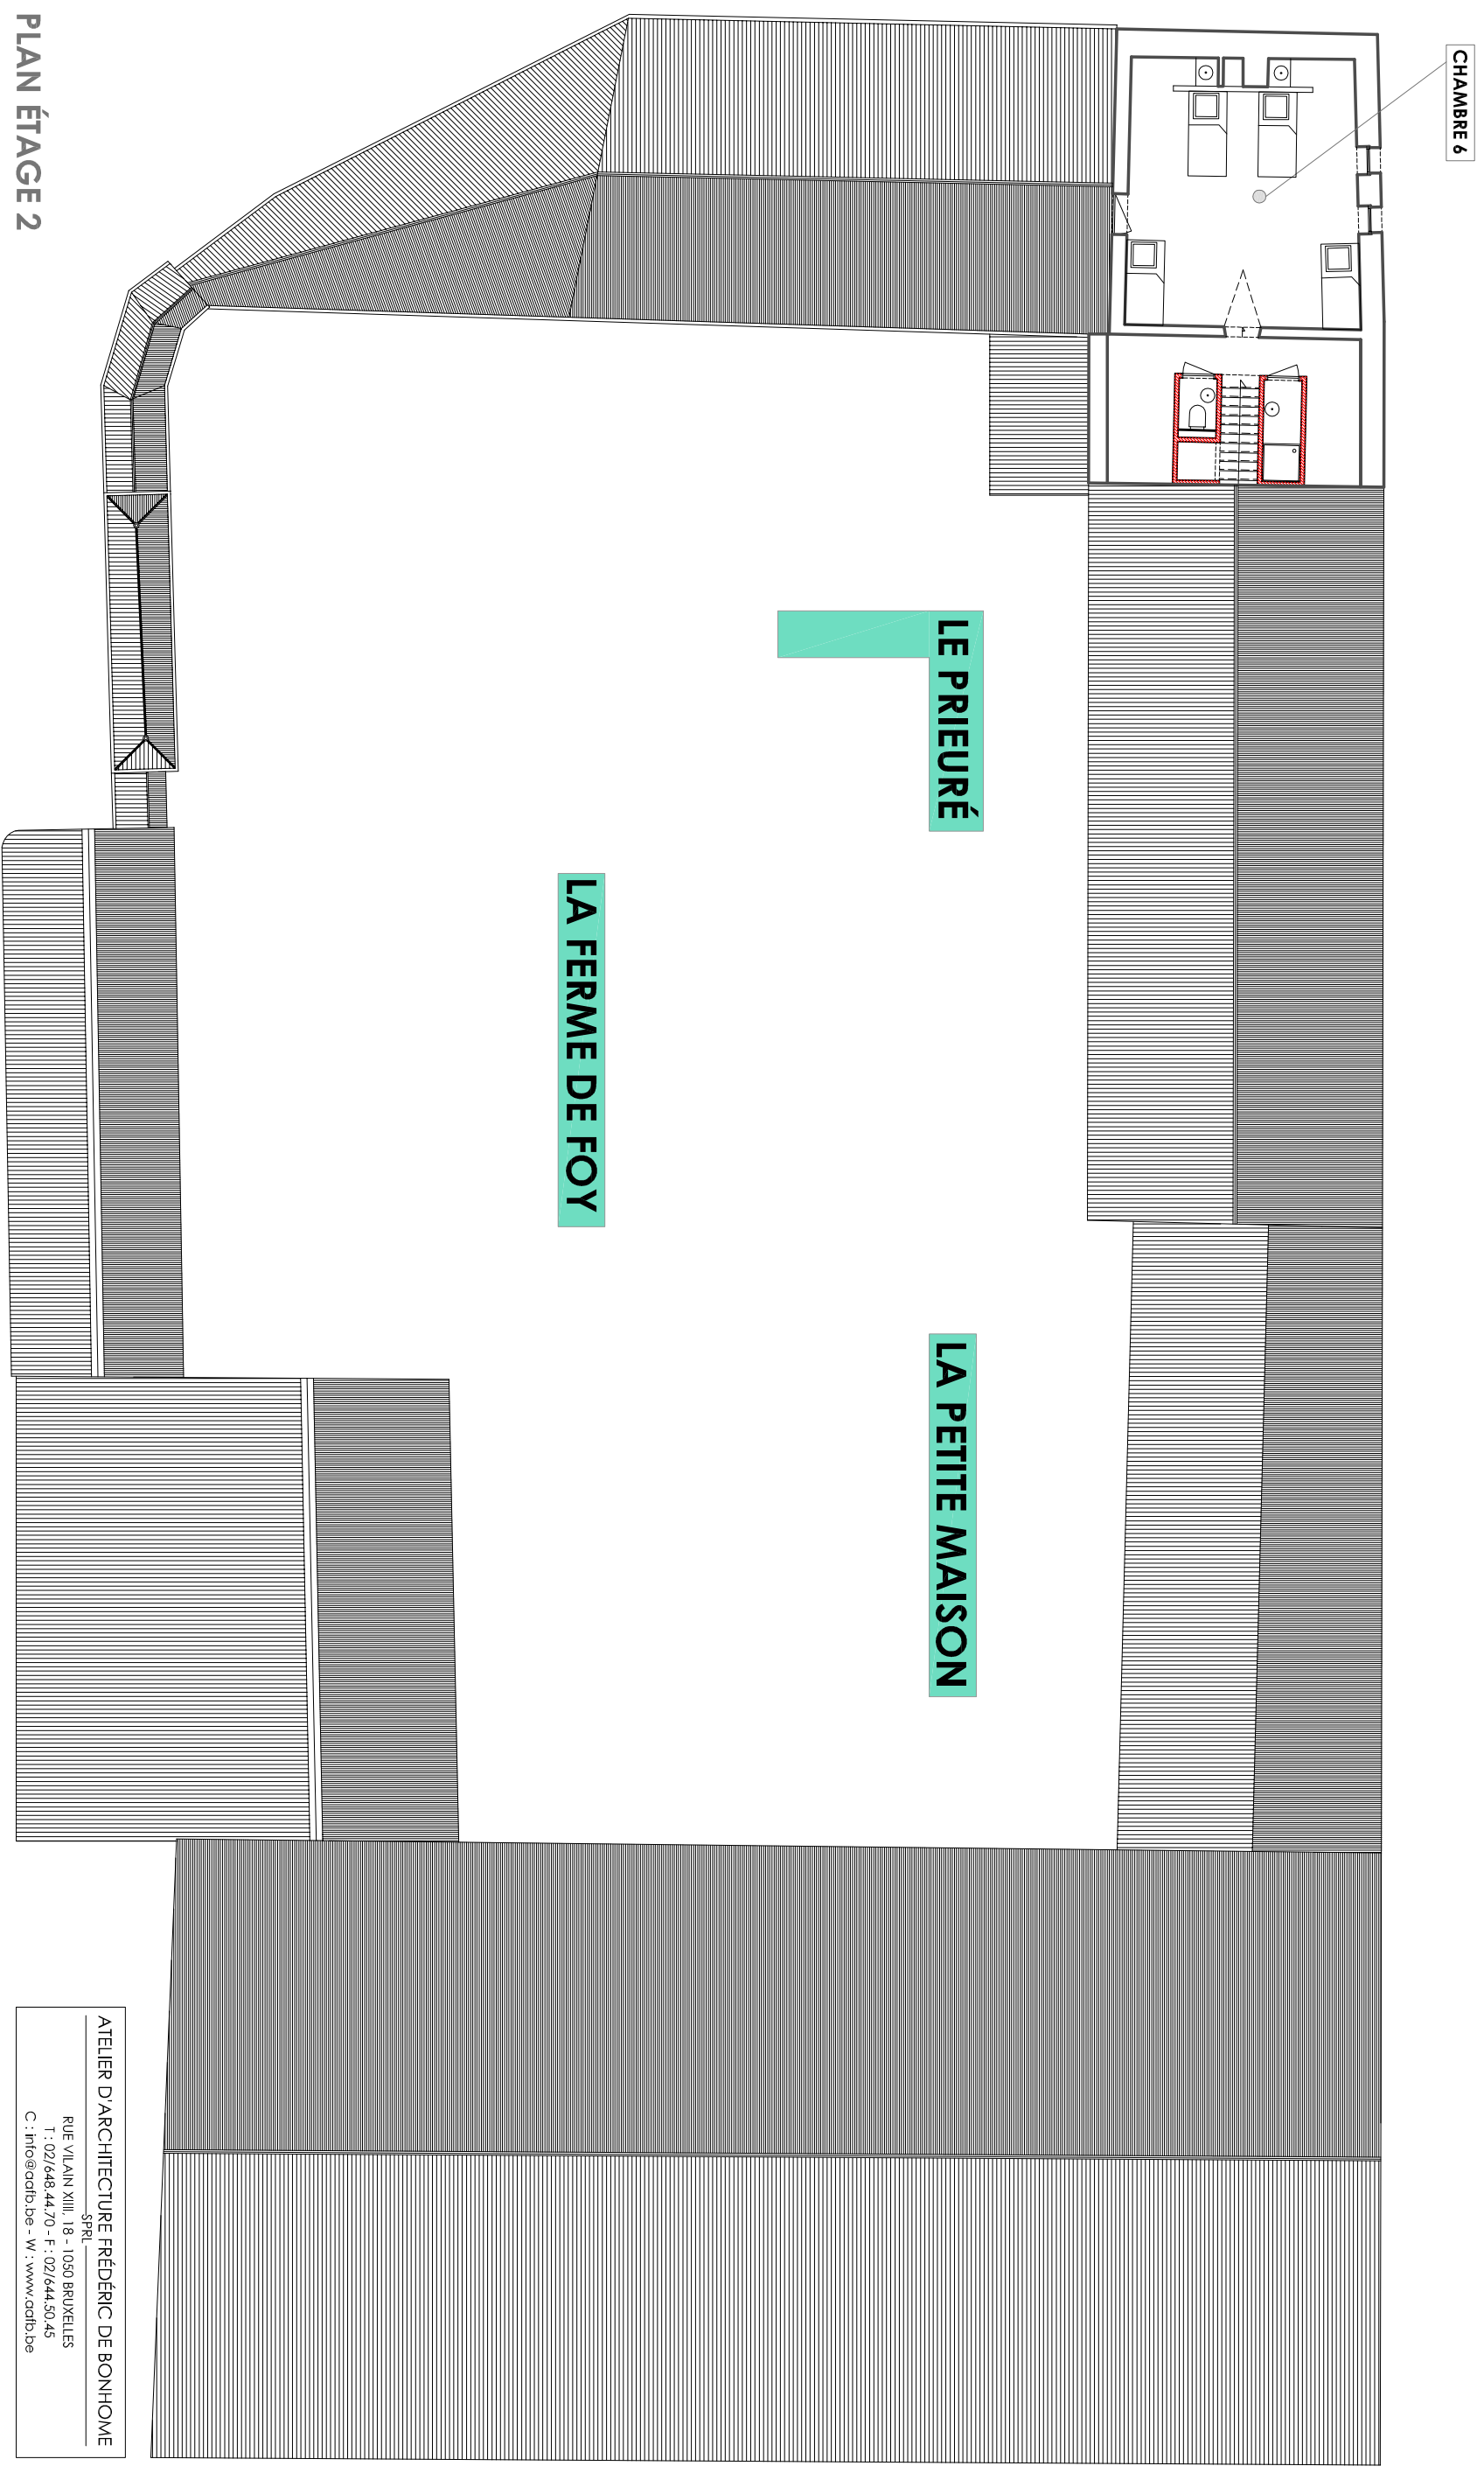 CHAMBRE 6
LE PRIEURÉ
LA PETITE MAISON
LA FERME DE FOY
PLAN ÉTAGE 2
ATELIER D'ARCHITECTURE FRÉDÉRIC DE BONHOME
SPRL
RUE VILAIN XIIII, 18 - 1050 BRUXELLES
T : 02/648.44.70 - F : 02/644.50.45
C : info@aafb.be - W : www.aafb.be